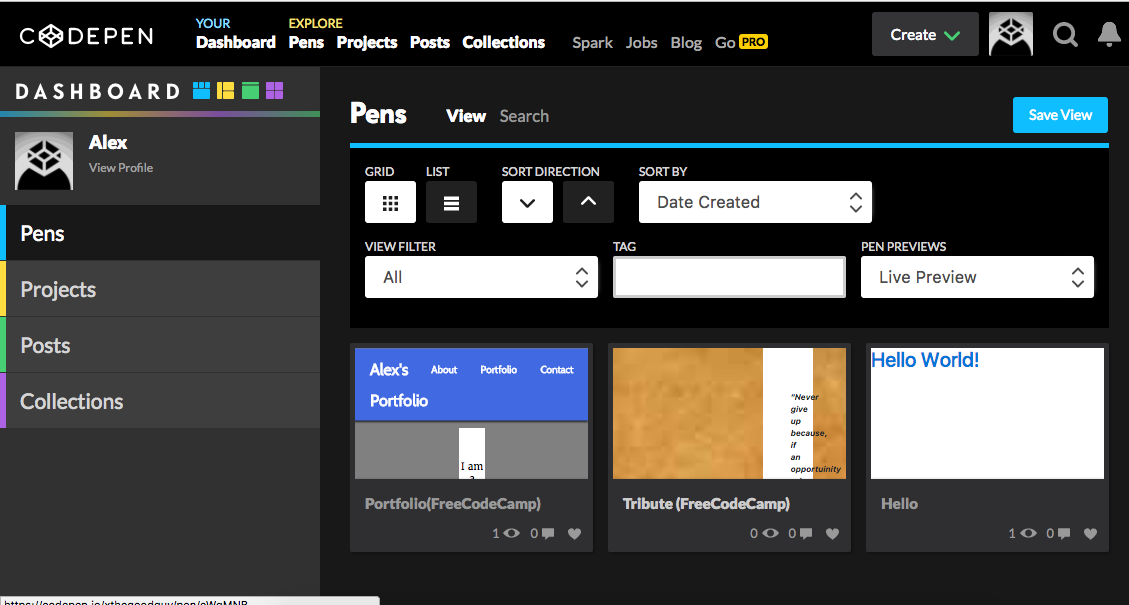 CODEPEN
YOUR
Dashboard
EXPLORE
Pens Projects Posts Collections
Spark Jobs Blog Go PRO
Create
DASHBOARD
Alex
View Profile
Pens
Projects
Posts
Collections
Pens View Search
Save View
GRID LIST SORT DIRECTION SORT BY
Date Created
VIEW FILTER TAG PEN PREVIEWS
All Live Preview
Alex's About Portfolio Contact
Portfolio
I am
a
Portfolio(FreeCodeCamp)
1 0
"Never
give
up
because,
if
an
opportuinity
Tribute (FreeCodeCamp)
0 0
Hello World!
Hello
1 0